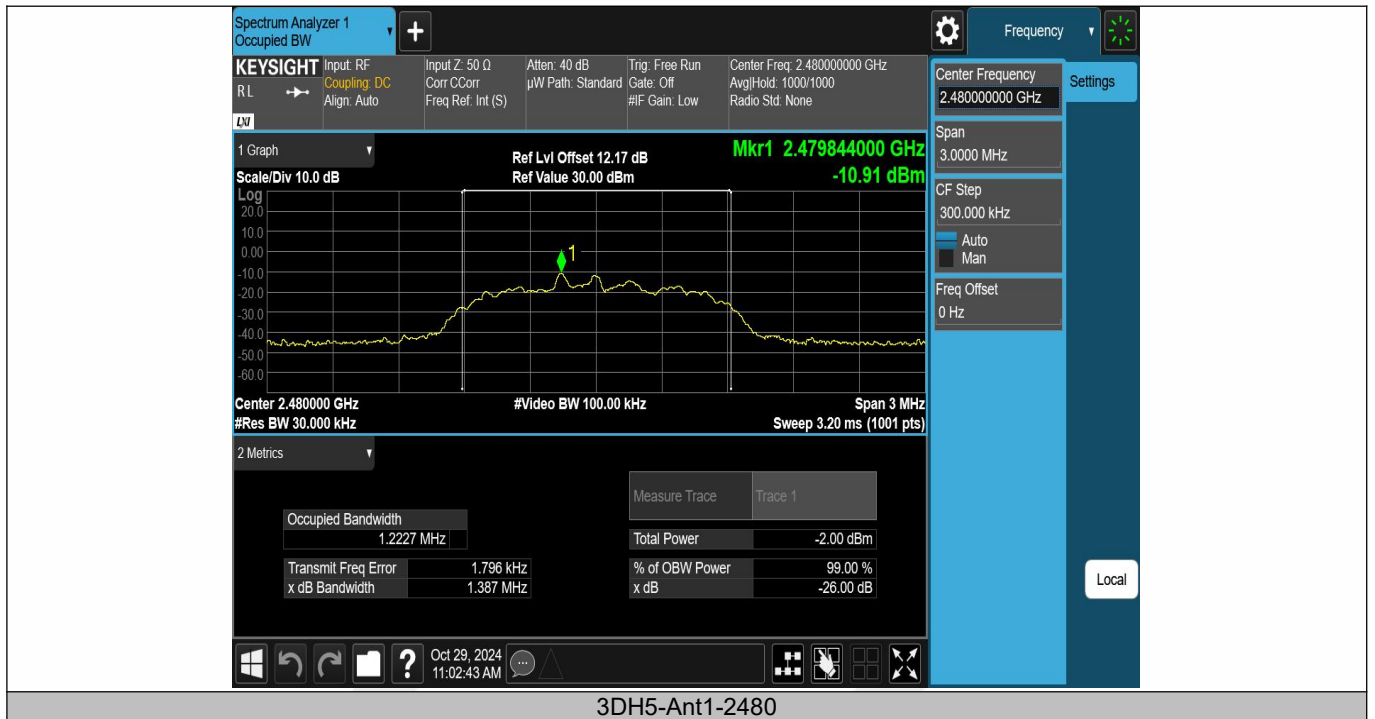 Spectrum Analyzer 1
Occupied BW
Frequency
KEYSIGHT
RL
LXI
Input: RF
Coupling: DC
Align: Auto
Input Z: 50 Ω
Corr CCorr
Freq Ref: Int (S)
Atten: 40 dB
µW Path: Standard
Trig: Free Run
Gate: Off
#IF Gain: Low
Center Freq: 2.480000000 GHz
Avg|Hold: 1000/1000
Radio Std: None
Center Frequency
2.480000000 GHz
Settings
Span
3.0000 MHz
CF Step
300.000 kHz
Auto
Man
Freq Offset
0 Hz
Local
1 Graph
Scale/Div 10.0 dB
Ref Lvl Offset 12.17 dB
Ref Value 30.00 dBm
Mkr1 2.479844000 GHz
-10.91 dBm
Log
20.0
10.0
0.00
-10.0
-20.0
-30.0
-40.0
-50.0
-60.0
1
Center 2.480000 GHz
#Video BW 100.00 kHz
Span 3 MHz
#Res BW 30.000 kHz
Sweep 3.20 ms (1001 pts)
2 Metrics
Measure Trace
Trace 1
Occupied Bandwidth
1.2227 MHz
Total Power
-2.00 dBm
Transmit Freq Error
1.796 kHz
% of OBW Power
99.00 %
x dB Bandwidth
1.387 MHz
x dB
-26.00 dB
?
Oct 29, 2024
11:02:43 AM
3DH5-Ant1-2480